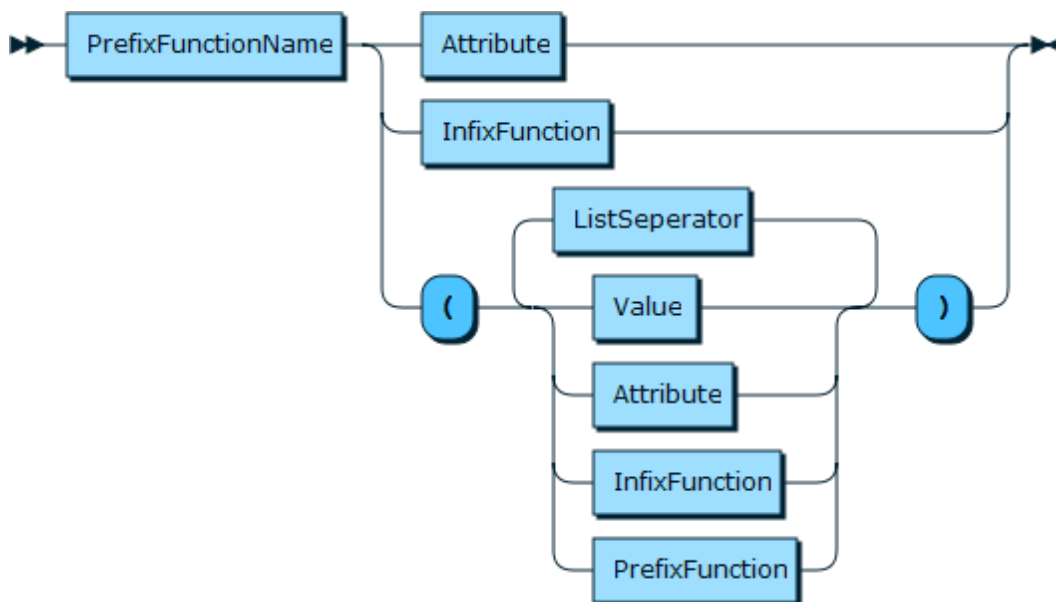 PrefixFunctionName
Attribute
InfixFunction
ListSeperator
( Value )
Attribute
InfixFunction
PrefixFunction